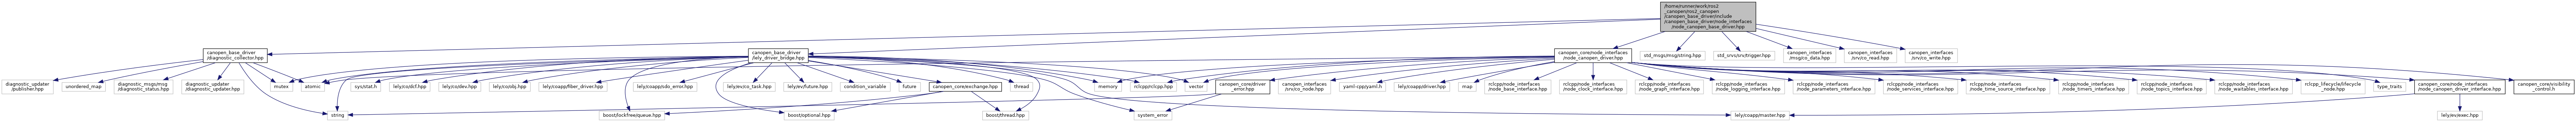 /home/runner/work/ros2
_canopen/ros2_canopen
/canopen_base_driver/include
/canopen_base_driver/node_interfaces
/node_canopen_base_driver.hpp
canopen_base_driver
/diagnostic_collector.hpp
canopen_base_driver
/lely_driver_bridge.hpp
canopen_core/node_interfaces
/node_canopen_driver.hpp
std_msgs/msg/string.hpp
std_srvs/srv/trigger.hpp
canopen_interfaces
/msg/co_data.hpp
canopen_interfaces
/srv/co_read.hpp
canopen_interfaces
/srv/co_write.hpp
diagnostic_updater
/publisher.hpp
unordered_map
diagnostic_msgs/msg
/diagnostic_status.hpp
diagnostic_updater
/diagnostic_updater.hpp
mutex
atomic
sys/stat.h
lely/co/dcf.hpp
lely/co/dev.hpp
lely/co/obj.hpp
lely/coapp/fiber_driver.hpp
lely/coapp/sdo_error.hpp
lely/ev/co_task.hpp
lely/ev/future.hpp
condition_variable
future
canopen_core/exchange.hpp
thread
memory
rclcpp/rclcpp.hpp
vector
canopen_core/driver
_error.hpp
canopen_interfaces
/srv/co_node.hpp
yaml-cpp/yaml.h
lely/coapp/driver.hpp
map
rclcpp/node_interfaces
/node_base_interface.hpp
rclcpp/node_interfaces
/node_clock_interface.hpp
rclcpp/node_interfaces
/node_graph_interface.hpp
rclcpp/node_interfaces
/node_logging_interface.hpp
rclcpp/node_interfaces
/node_parameters_interface.hpp
rclcpp/node_interfaces
/node_services_interface.hpp
rclcpp/node_interfaces
/node_time_source_interface.hpp
rclcpp/node_interfaces
/node_timers_interface.hpp
rclcpp/node_interfaces
/node_topics_interface.hpp
rclcpp/node_interfaces
/node_waitables_interface.hpp
rclcpp_lifecycle/lifecycle
_node.hpp
type_traits
canopen_core/node_interfaces
/node_canopen_driver_interface.hpp
canopen_core/visibility
_control.h
string
boost/lockfree/queue.hpp
boost/optional.hpp
boost/thread.hpp
system_error
lely/coapp/master.hpp
lely/ev/exec.hpp